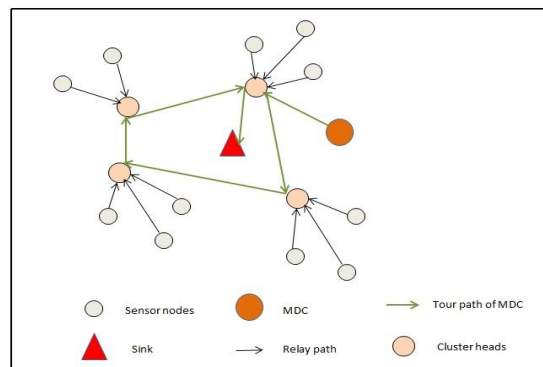 Sensor nodes
MDC
Tour path of MDC
Sink
Relay path
Cluster heads